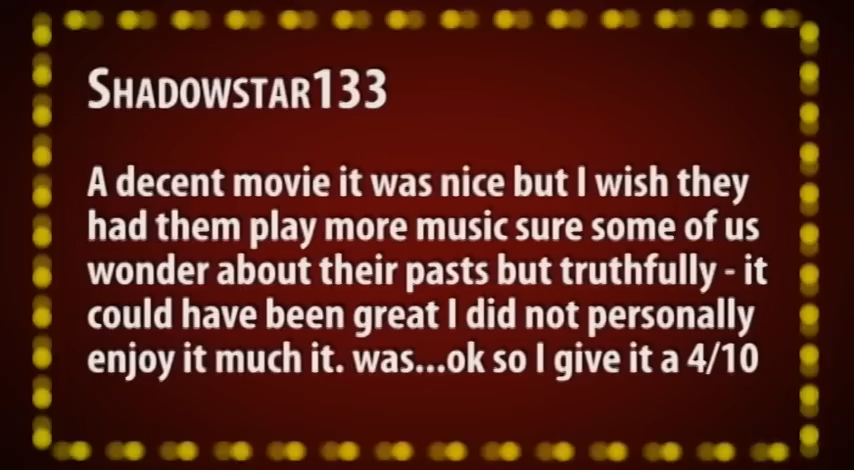 Shadowstar133
A decent movie it was nice but I wish they
had them play more music sure some of us
wonder about their pasts but truthfully - it
could have been great I did not personally
enjoy it much it. was...ok so I give it a 4/10